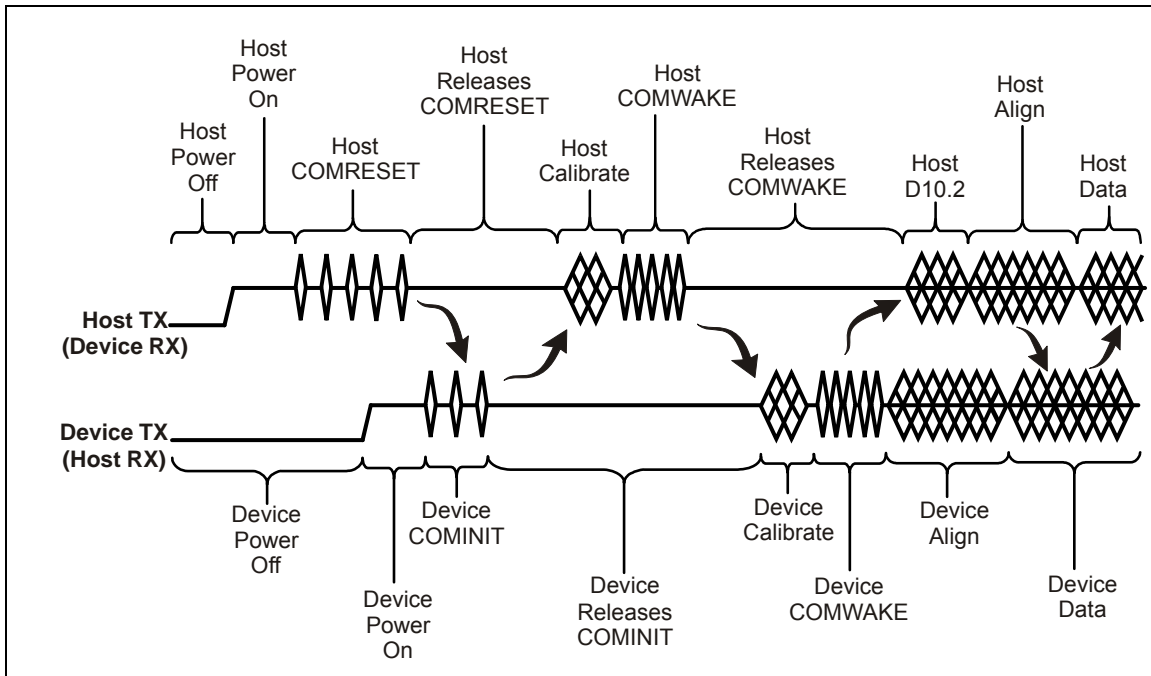 Host
Power
Off
Host
Power
On
Host
COMRESET
Host
Releases
COMRESET
Host
Calibrate
Host
COMWAKE
Host
Releases
COMWAKE
Host
D10.2
Host
Align
Host
Data
Host TX
(Device RX)
Device TX
(Host RX)
Device
Power
Off
Device
Power
On
Device
COMINIT
Device
Releases
COMINIT
Device
Calibrate
Device
COMWAKE
Device
Align
Device
Data